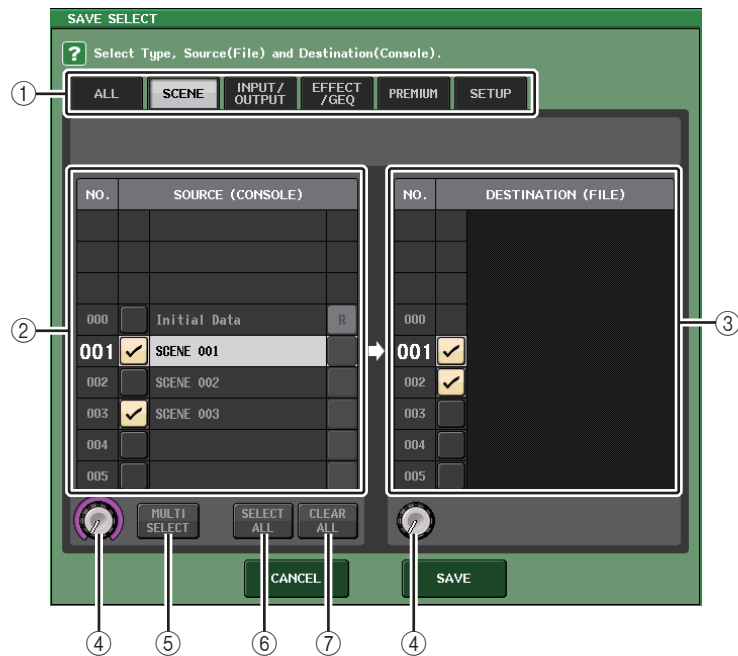 SAVE SELECT
? Select Type, Source(File) and Destination(Console).
① ALL SCENE INPUT/ OUTPUT EFFECT /GEQ PREMIUM SETUP
NO. SOURCE (CONSOLE) NO. DESTINATION (FILE)
② ③
000 Initial Data R 000
001 SCENE 001 001
002 SCENE 002 002
003 SCENE 003 003
004 004
005 005
MULTI SELECT SELECT ALL CLEAR ALL
CANCEL SAVE
④ ⑤ ⑥ ⑦ ④